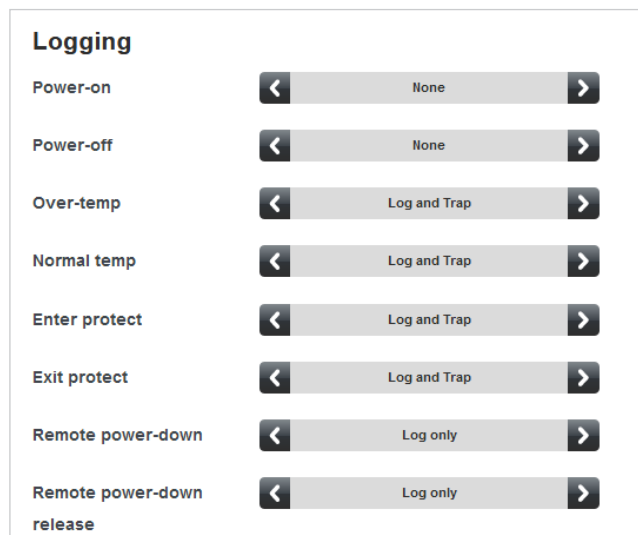 Logging
Power-on None
Power-off None
Over-temp Log and Trap
Normal temp Log and Trap
Enter protect Log and Trap
Exit protect Log and Trap
Remote power-down Log only
Remote power-down Log only
release